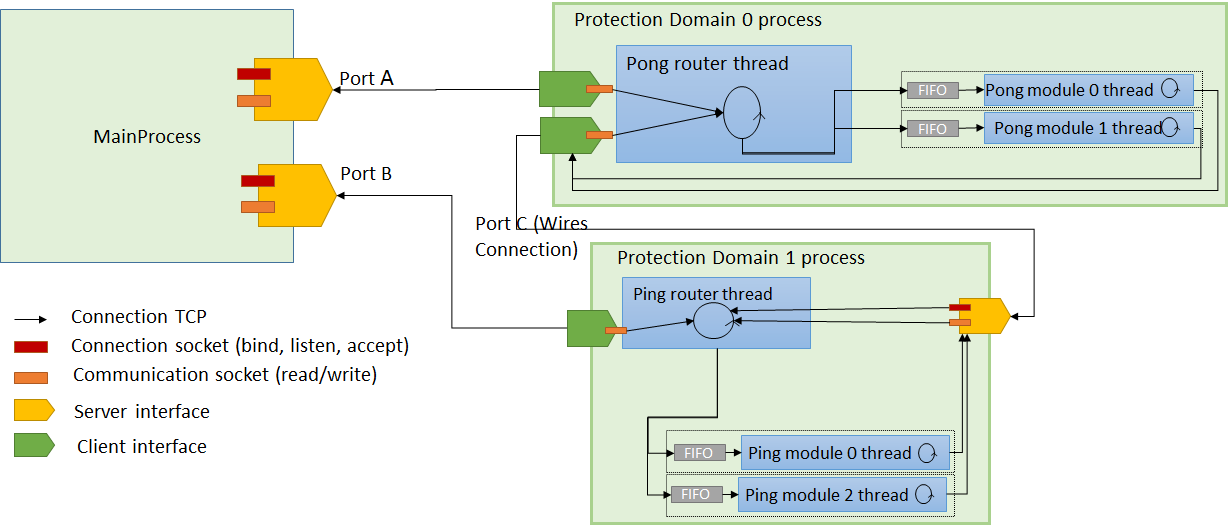 Protection Domain 0 process
Port A
Pong router thread
FIFO
Pong module 0 thread
FIFO
Pong module 1 thread
MainProcess
Port B
Port C (Wires
Connection)
Protection Domain 1 process
Ping router thread
Connection TCP
Connection socket (bind, listen, accept)
Communication socket (read/write)
Server interface
Client interface
FIFO
Ping module 0 thread
FIFO
Ping module 2 thread